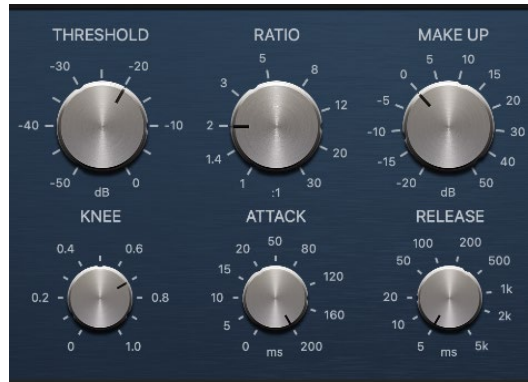 THRESHOLD RATIO MAKE UP
-30 -20 -40 -10 -50 0 dB
5 3 8 2 12 1.4 20 1 30 :1
5 10 0 15 -5 20 -10 30 -15 40 -20 50 dB
KNEE ATTACK RELEASE
0.4 0.6 0.2 0.8 0 1.0
50 20 80 15 120 10 160 5 0 200 ms
100 200 50 500 20 1k 2k 10 5 5k ms